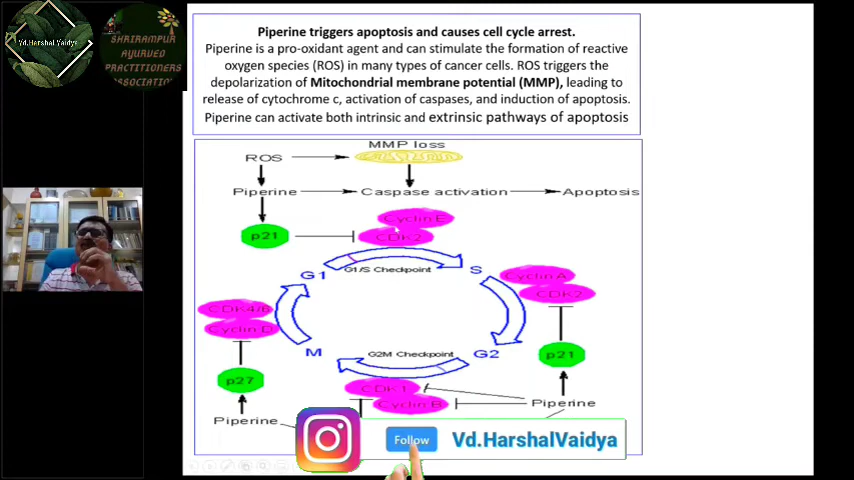 Vd.Harshal Vaidya
SHRIRAMPUR
AYURVED
PRACTITIONERS
ASSOCIATION
Piperine triggers apoptosis and causes cell cycle arrest.
Piperine is a pro-oxidant agent and can stimulate the formation of reactive
oxygen species (ROS) in many types of cancer cells. ROS triggers the
depolarization of Mitochondrial membrane potential (MMP), leading to
release of cytochrome c, activation of caspases, and induction of apoptosis.
Piperine can activate both intrinsic and extrinsic pathways of apoptosis
MMP loss
ROS
Piperine
Caspase activation
Apoptosis
p21
Cyclin E
CDK2
G1
G1/S Checkpoint
S
Cyclin A
CDK2
CDK4/6
Cyclin D
M
G2M Checkpoint
G2
p21
p27
CDK1
Cyclin B
Piperine
Piperine
Follow
Vd.HarshalVaidya